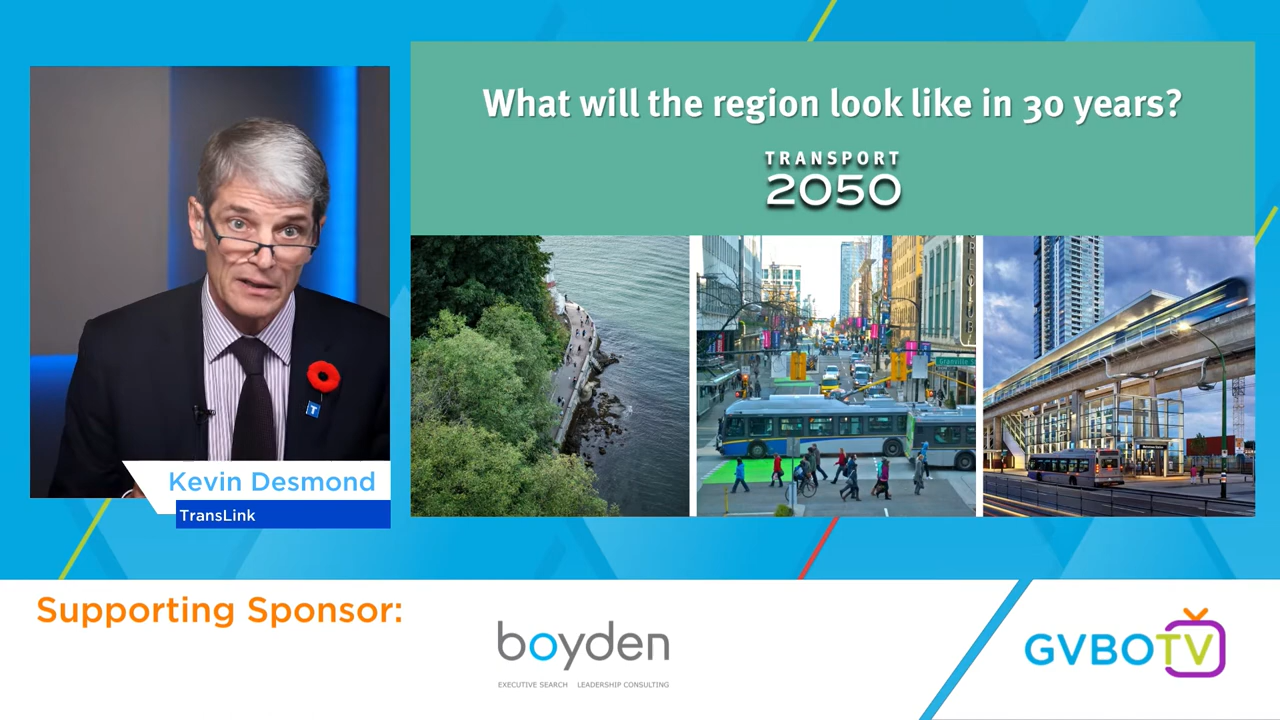 What will the region look like in 30 years?
TRANSPORT
2050
Granville
T
Kevin Desmond
TransLink
Supporting Sponsor:
boyden
EXECUTIVE SEARCH LEADERSHIP CONSULTING
GVBOTV